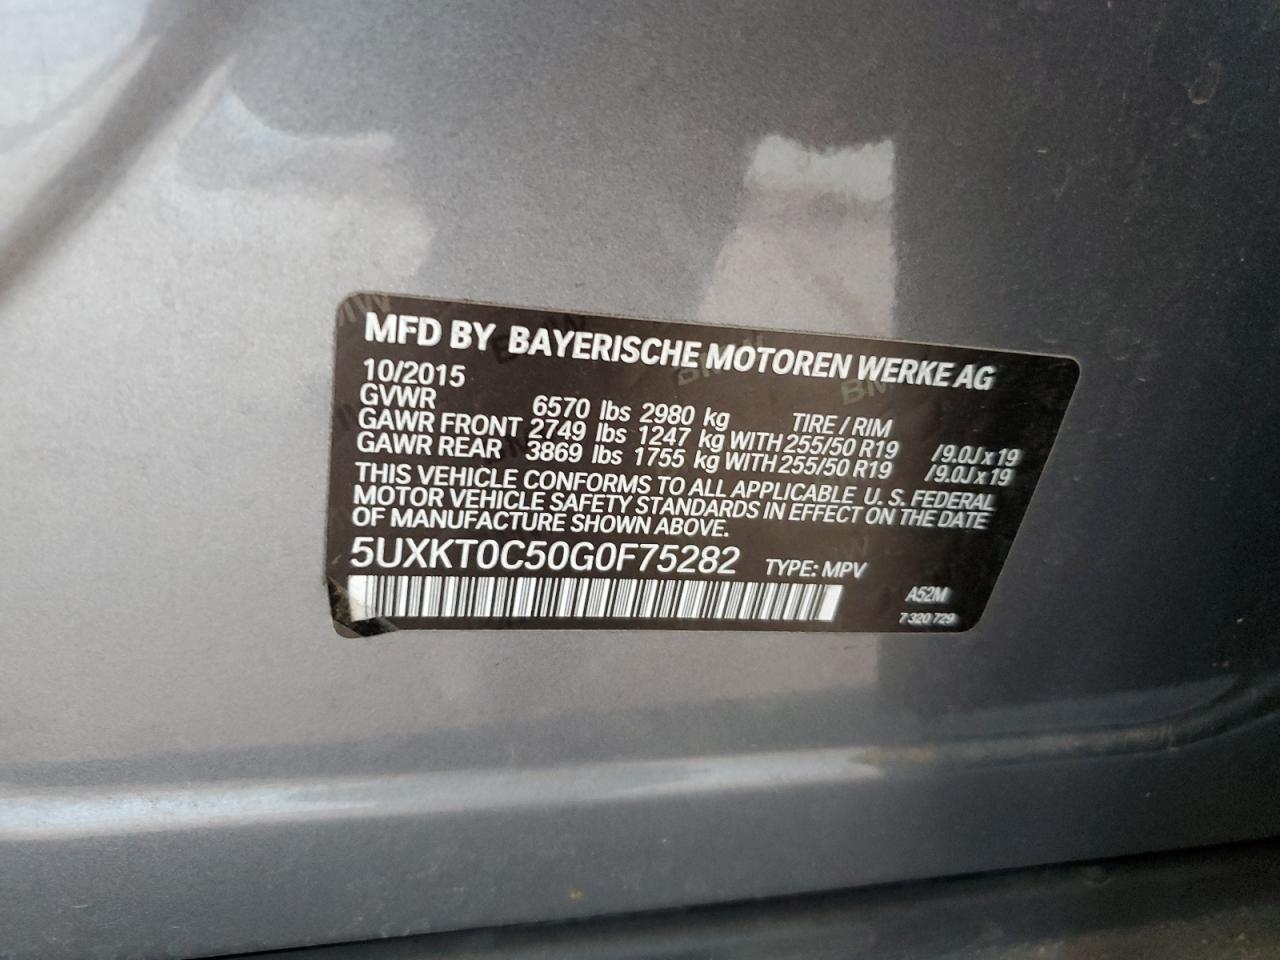 MFD BY BAYERISCHE MOTOREN WERKE AG
10/2015
GVWR 6570 lbs 2980 kg TIRE / RIM
GAWR FRONT 2749 lbs 1247 kg WITH 255/50 R19 /9.0J x 19
GAWR REAR 3869 lbs 1755 kg WITH 255/50 R19 /9.0J x 19
THIS VEHICLE CONFORMS TO ALL APPLICABLE U. S. FEDERAL
MOTOR VEHICLE SAFETY STANDARDS IN EFFECT ON THE DATE
OF MANUFACTURE SHOWN ABOVE.
5UXKT0C50G0F75282 TYPE: MPV
A52M
7 320 729